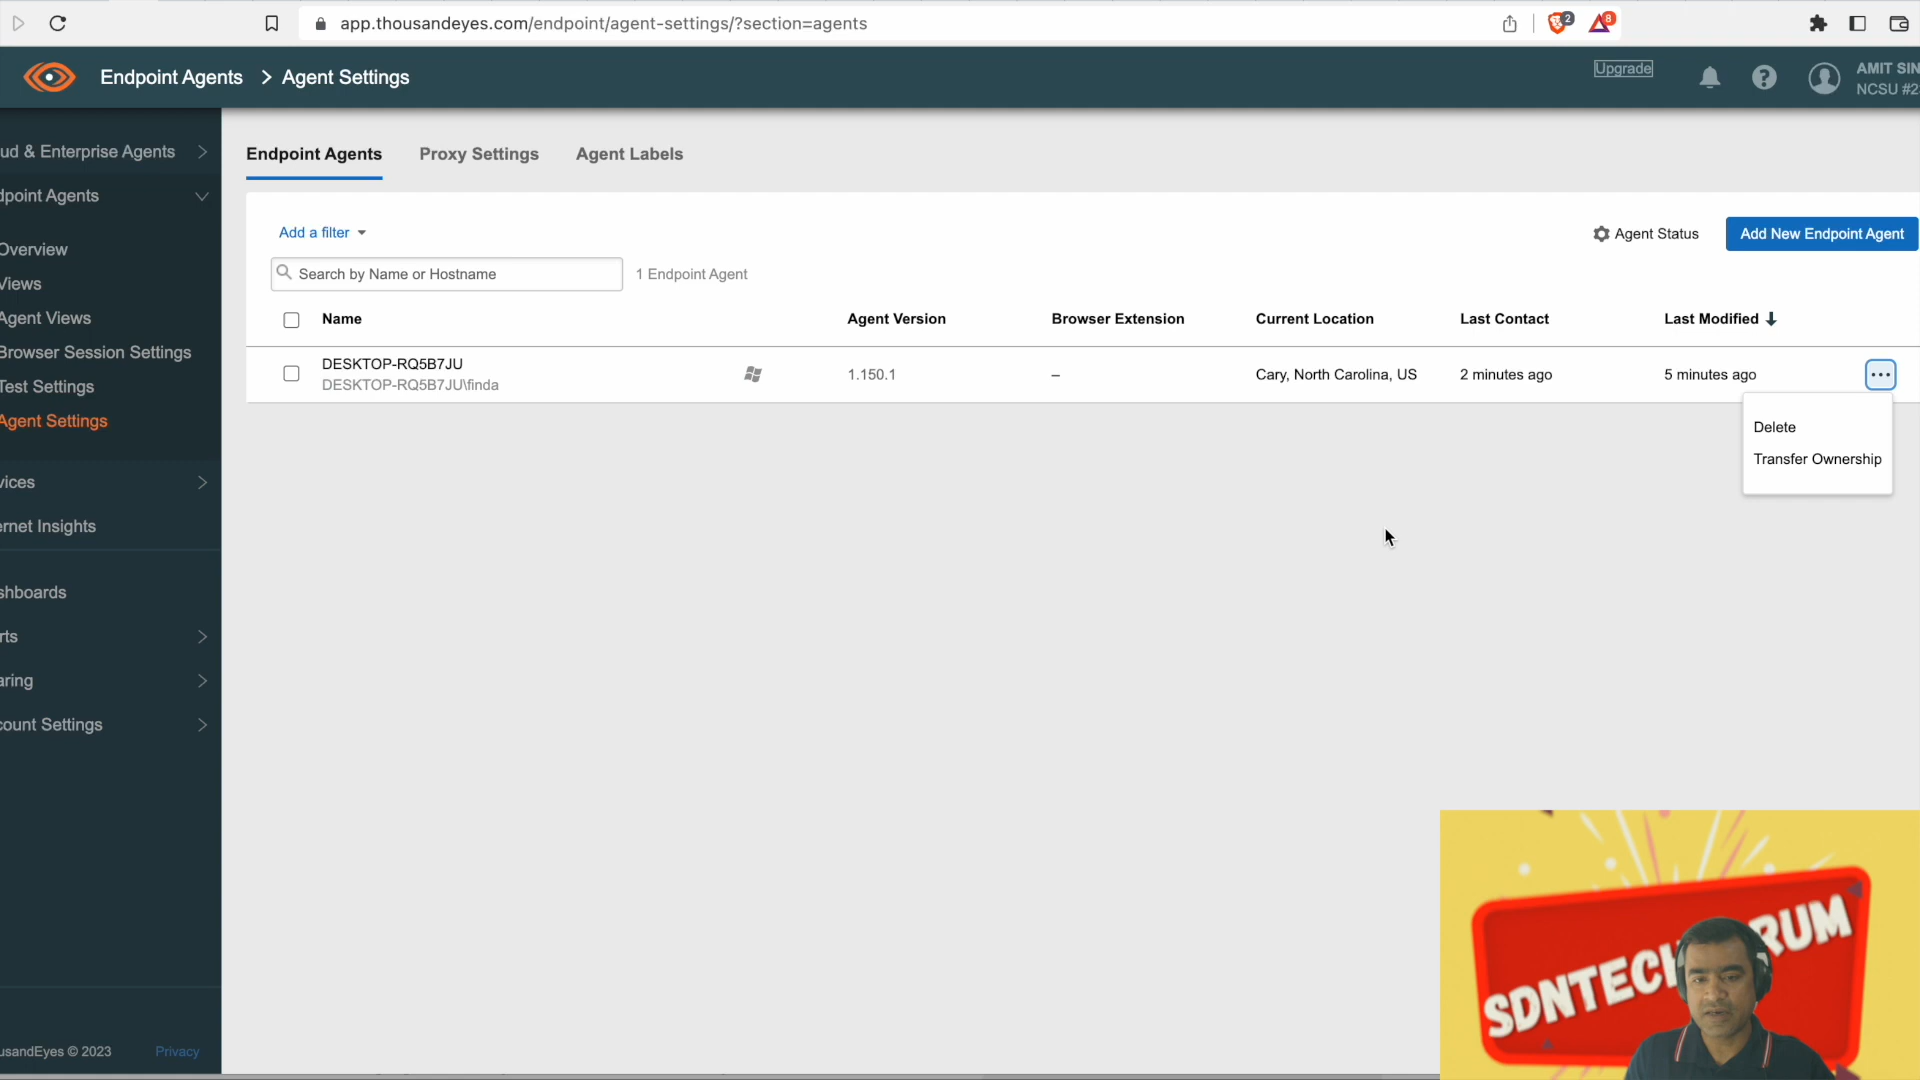 app.thousandeyes.com/endpoint/agent-settings/?section=agents
2
8
Endpoint Agents > Agent Settings
Upgrade
AMIT SIN
NCSU #2
ud & Enterprise Agents
dpoint Agents
Overview
Views
Agent Views
Browser Session Settings
Test Settings
Agent Settings
vices
ernet Insights
shboards
rts
aring
count Settings
usandEyes © 2023 Privacy
Endpoint Agents Proxy Settings Agent Labels
Add a filter
Agent Status Add New Endpoint Agent
Search by Name or Hostname 1 Endpoint Agent
Name Agent Version Browser Extension Current Location Last Contact Last Modified
DESKTOP-RQ5B7JU
DESKTOP-RQ5B7JU\finda
1.150.1 – Cary, North Carolina, US 2 minutes ago 5 minutes ago
Delete
Transfer Ownership